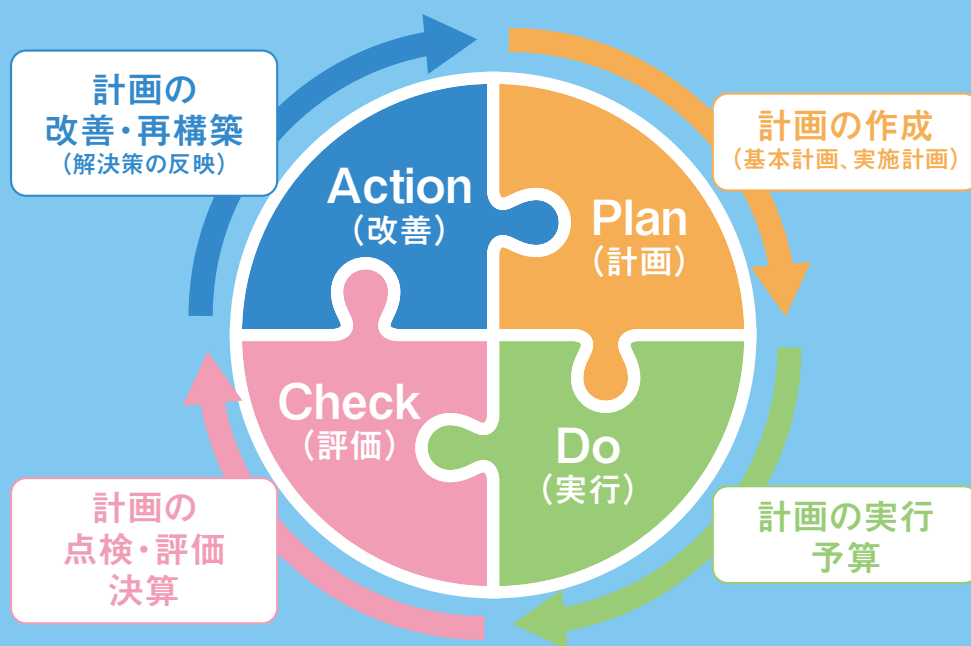 計画の
改善・再構築
（解決策の反映）
Action
（改善）
計画の作成
（基本計画、実施計画）
Plan
（計画）
Check
（評価）
Do
（実行）
計画の
点検・評価
決算
計画の実行
予算